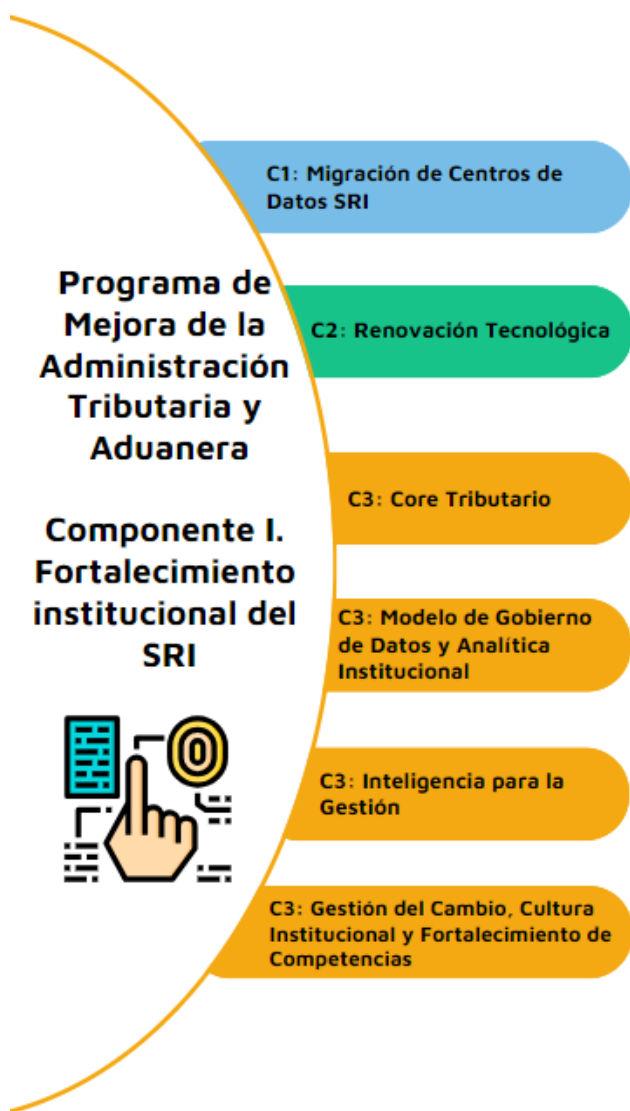 C1: Migración de Centros de
Datos SRI
C2: Renovación Tecnológica
Programa de
Mejora de la
Administración
Tributaria y
Aduanera
Componente I.
Fortalecimiento
institucional del
SRI
C3: Core Tributario
C3: Modelo de Gobierno
de Datos y Analítica
Institucional
C3: Inteligencia para la
Gestión
C3: Gestión del Cambio, Cultura
Institucional y Fortalecimiento de
Competencias